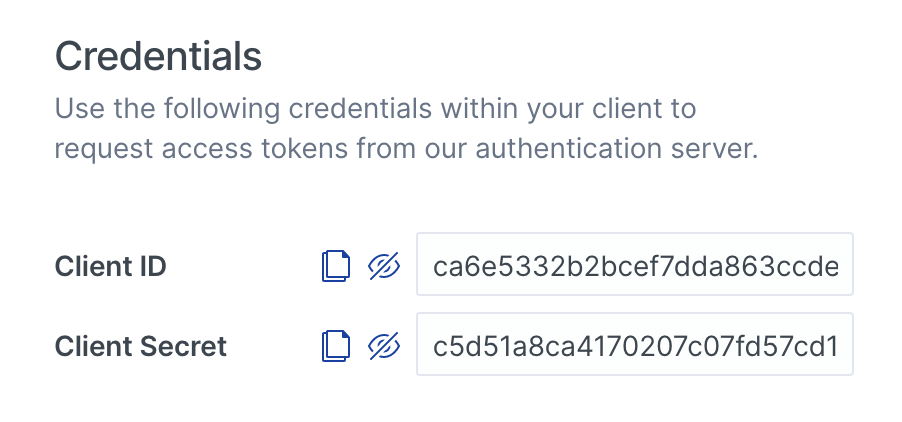 Credentials
Use the following credentials within your client to
request access tokens from our authentication server.
Client ID ca6e5332b2bcef7dda863ccde
Client Secret c5d51a8ca4170207c07fd57cd1